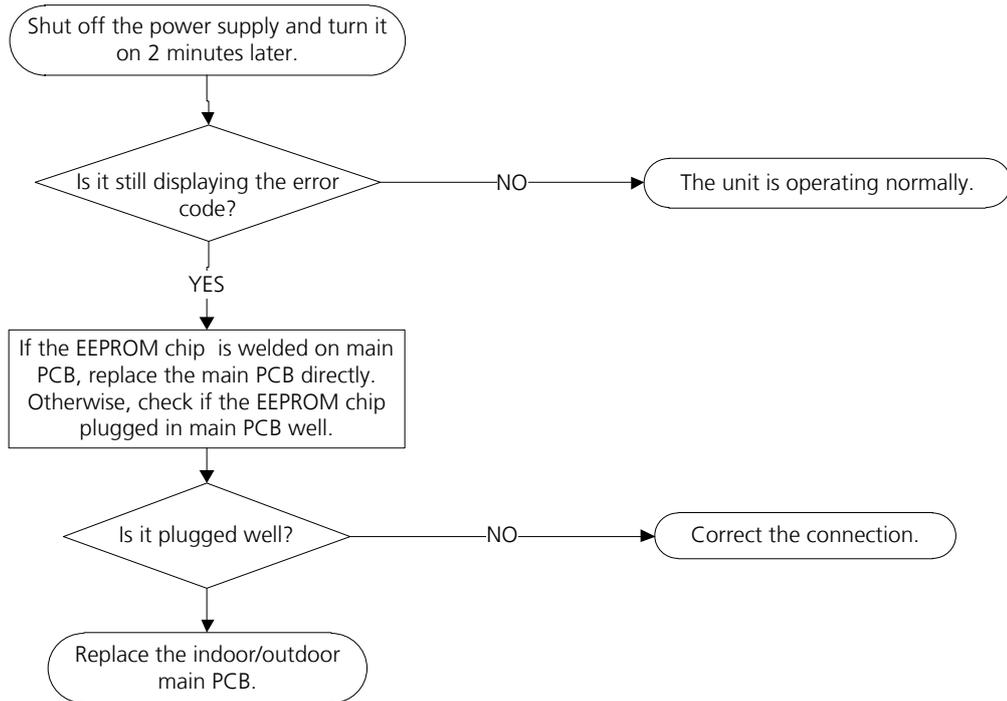 Shut off the power supply and turn it
on 2 minutes later.
Is it still displaying the error
code?
NO
The unit is operating normally.
YES
If the EEPROM chip is welded on main
PCB, replace the main PCB directly.
Otherwise, check if the EEPROM chip
plugged in main PCB well.
Is it plugged well?
NO
Correct the connection.
Replace the indoor/outdoor
main PCB.